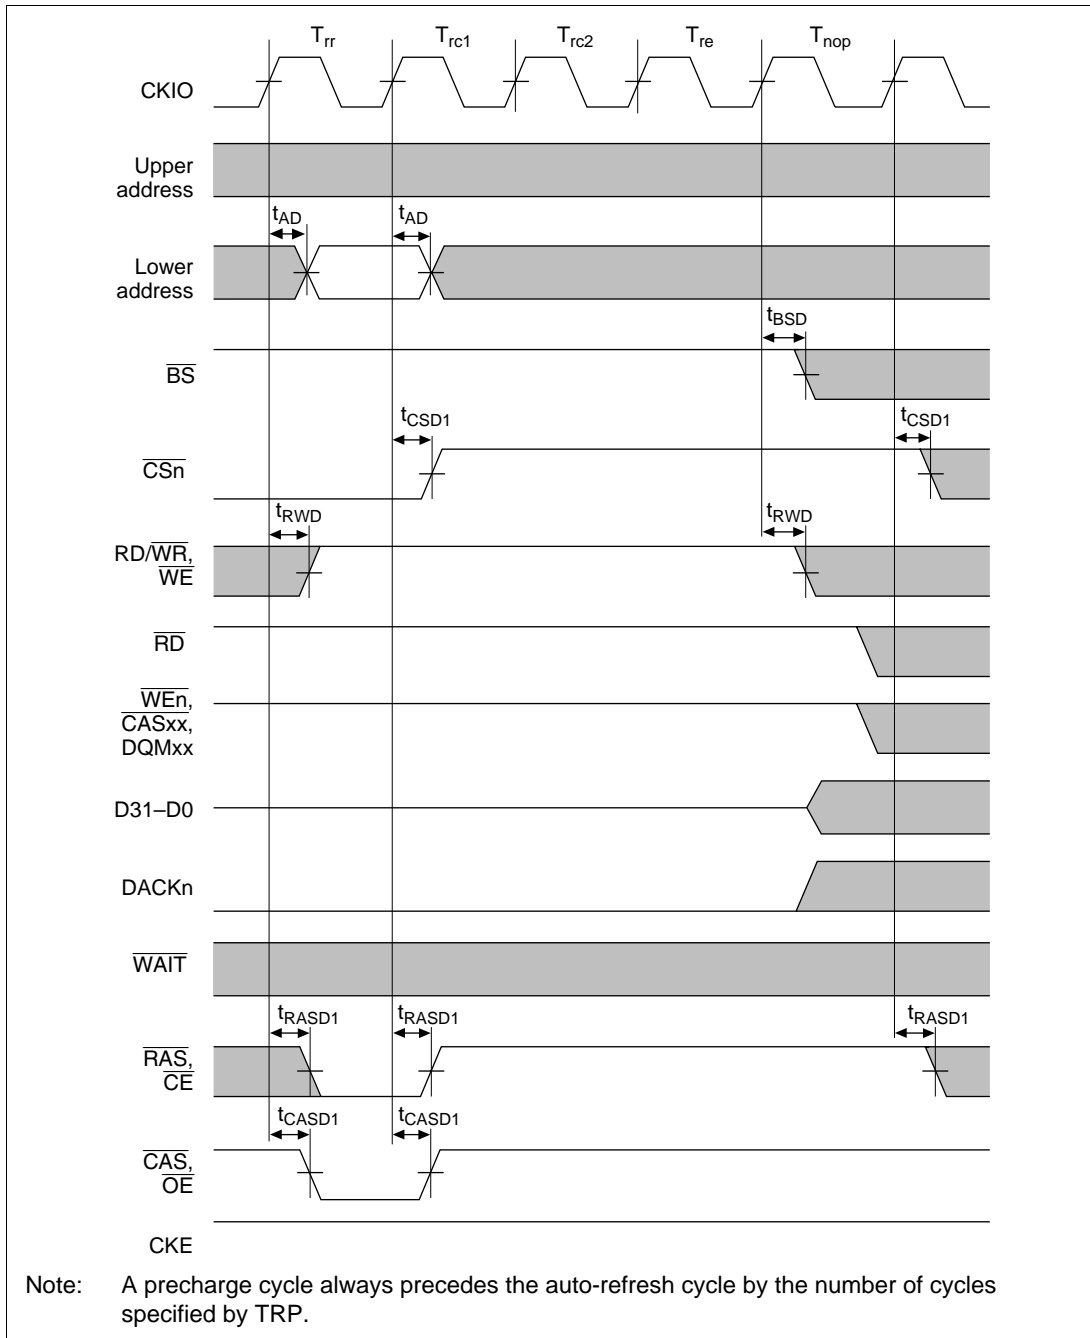 Trr Trc1 Trc2 Tre Tnop
CKIO
Upper
address
tAD tAD
Lower
address
tBSD
BS
tCSD1 tCSD1
CSn
tRWD tRWD
RD/WR,
WE
RD
WEn,
CASxx,
DQMxx
D31–D0
DACKn
WAIT
tRASD1 tRASD1 tRASD1
RAS,
CE
tCASD1 tCASD1
CAS,
OE
CKE
Note: A precharge cycle always precedes the auto-refresh cycle by the number of cycles
specified by TRP.